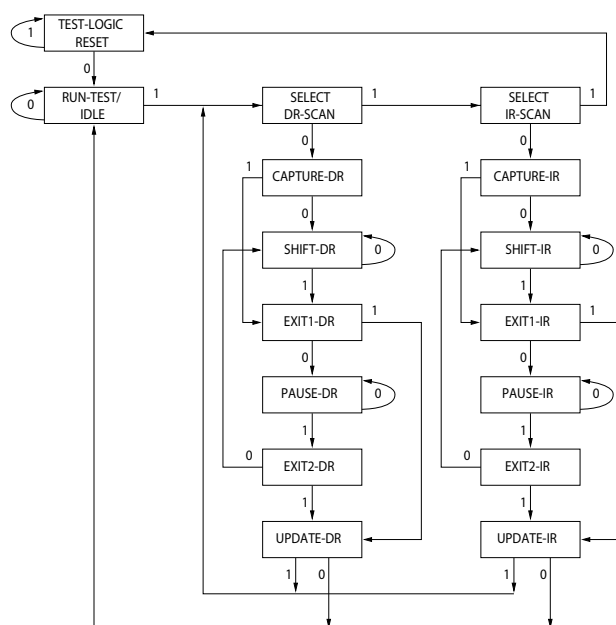 TEST-LOGIC
RESET
1
0
RUN-TEST/
IDLE
0
1
SELECT
DR-SCAN
1
SELECT
IR-SCAN
1
0
0
CAPTURE-DR
1
CAPTURE-IR
1
0
0
SHIFT-DR
0
SHIFT-IR
0
1
1
EXIT1-DR
1
EXIT1-IR
1
0
0
PAUSE-DR
0
PAUSE-IR
0
1
1
EXIT2-DR
0
EXIT2-IR
0
1
1
UPDATE-DR
UPDATE-IR
1
0
1
0